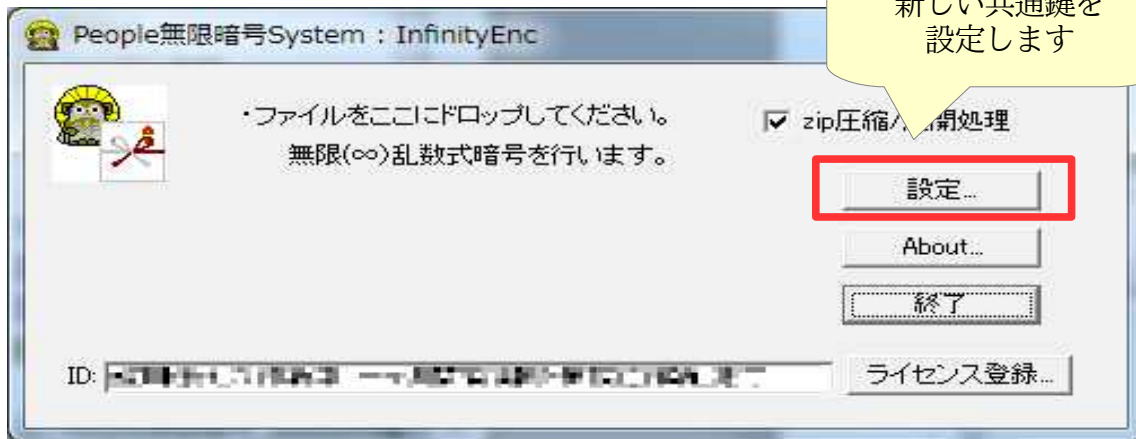 新しい共通鍵を
設定します
People無限暗号System : InfinityEnc
・ファイルをここにドロップしてください。
無限(∞)乱数式暗号を行います。
zip圧縮/開処理
設定...
About...
終了
ID:
ライセンス登録...